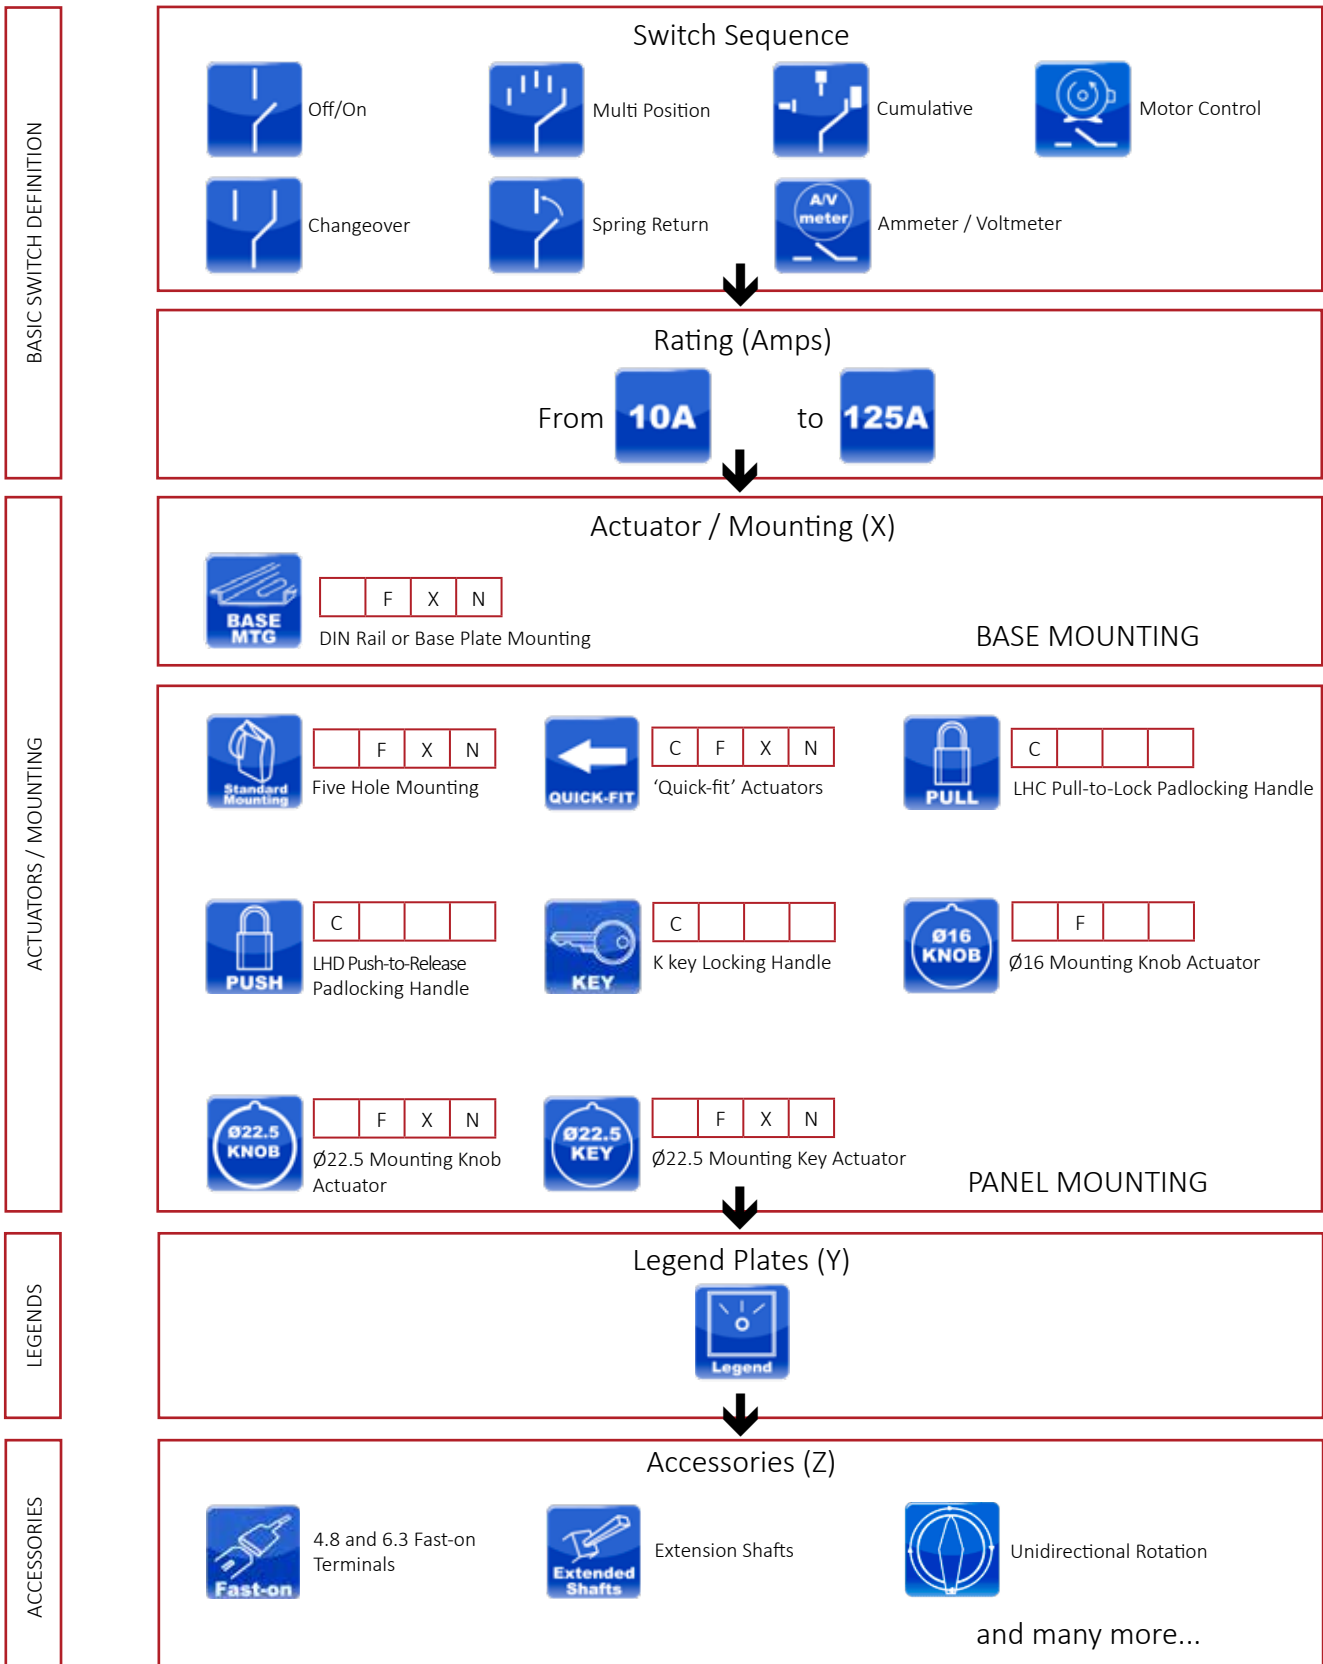 BASIC SWITCH DEFINITION
Switch Sequence
Off/On
Multi Position
Cumulative
Motor Control
Changeover
Spring Return
A/V
meter
Ammeter / Voltmeter
Rating (Amps)
From 10A to 125A
ACTUATORS / MOUNTING
Actuator / Mounting (X)
BASE
MTG
F X N
DIN Rail or Base Plate Mounting
BASE MOUNTING
Standard
Mounting
F X N
Five Hole Mounting
QUICK-FIT
C F X N
‘Quick-fit’ Actuators
PULL
C
LHC Pull-to-Lock Padlocking Handle
PUSH
C
LHD Push-to-Release
Padlocking Handle
KEY
C
K key Locking Handle
Ø16
KNOB
F
Ø16 Mounting Knob Actuator
Ø22.5
KNOB
F X N
Ø22.5 Mounting Knob
Actuator
Ø22.5
KEY
F X N
Ø22.5 Mounting Key Actuator
PANEL MOUNTING
LEGENDS
Legend Plates (Y)
Legend
ACCESSORIES
Accessories (Z)
Fast-on
4.8 and 6.3 Fast-on
Terminals
Extended
Shafts
Extension Shafts
Unidirectional Rotation
and many more...